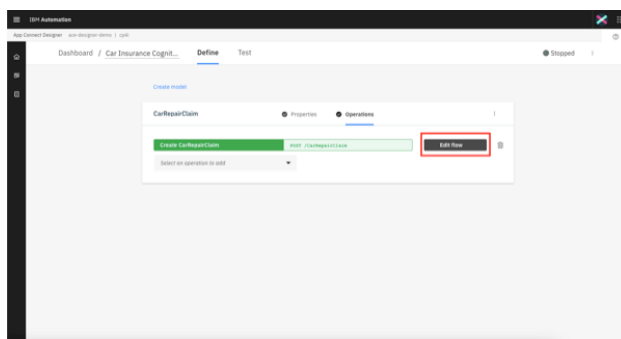 IBM Automation
App Connect Designer ace-designer-demo | cp4i
Dashboard / Car Insurance Cognit... Define Test Stopped
Create model
CarRepairClaim Properties Operations
Create CarRepairClaim POST /CarRepairClaim Edit flow
Select an operation to add